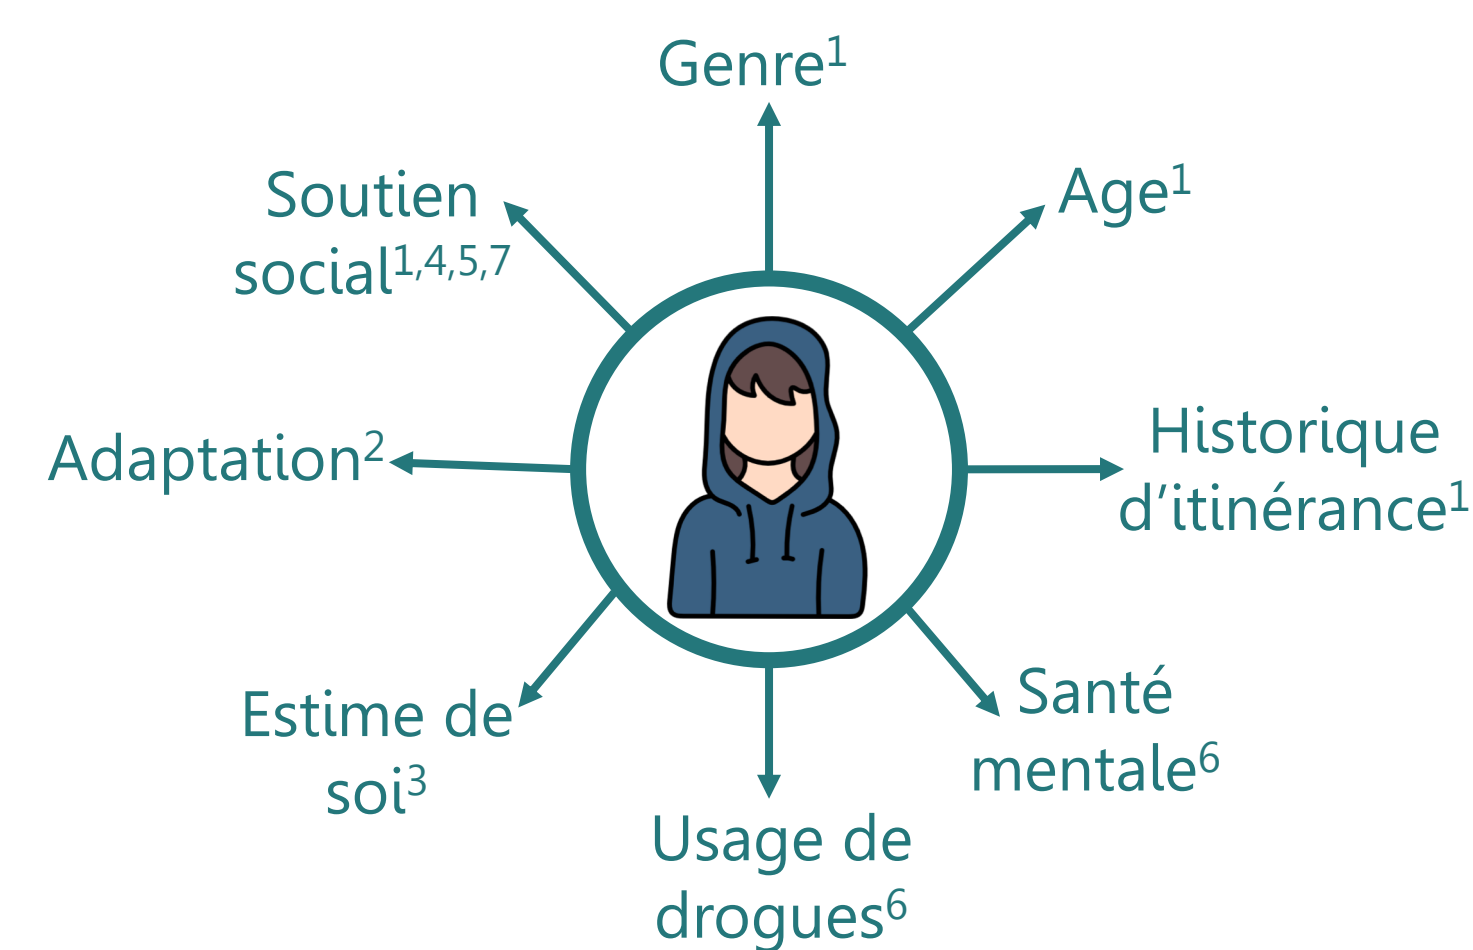 Genre¹
Age¹
Historique
d’itinérance¹
Santé
mentale⁶
Usage de
drogues⁶
Estime de
soi³
Adaptation²
Soutien
social¹,⁴,⁵,⁷